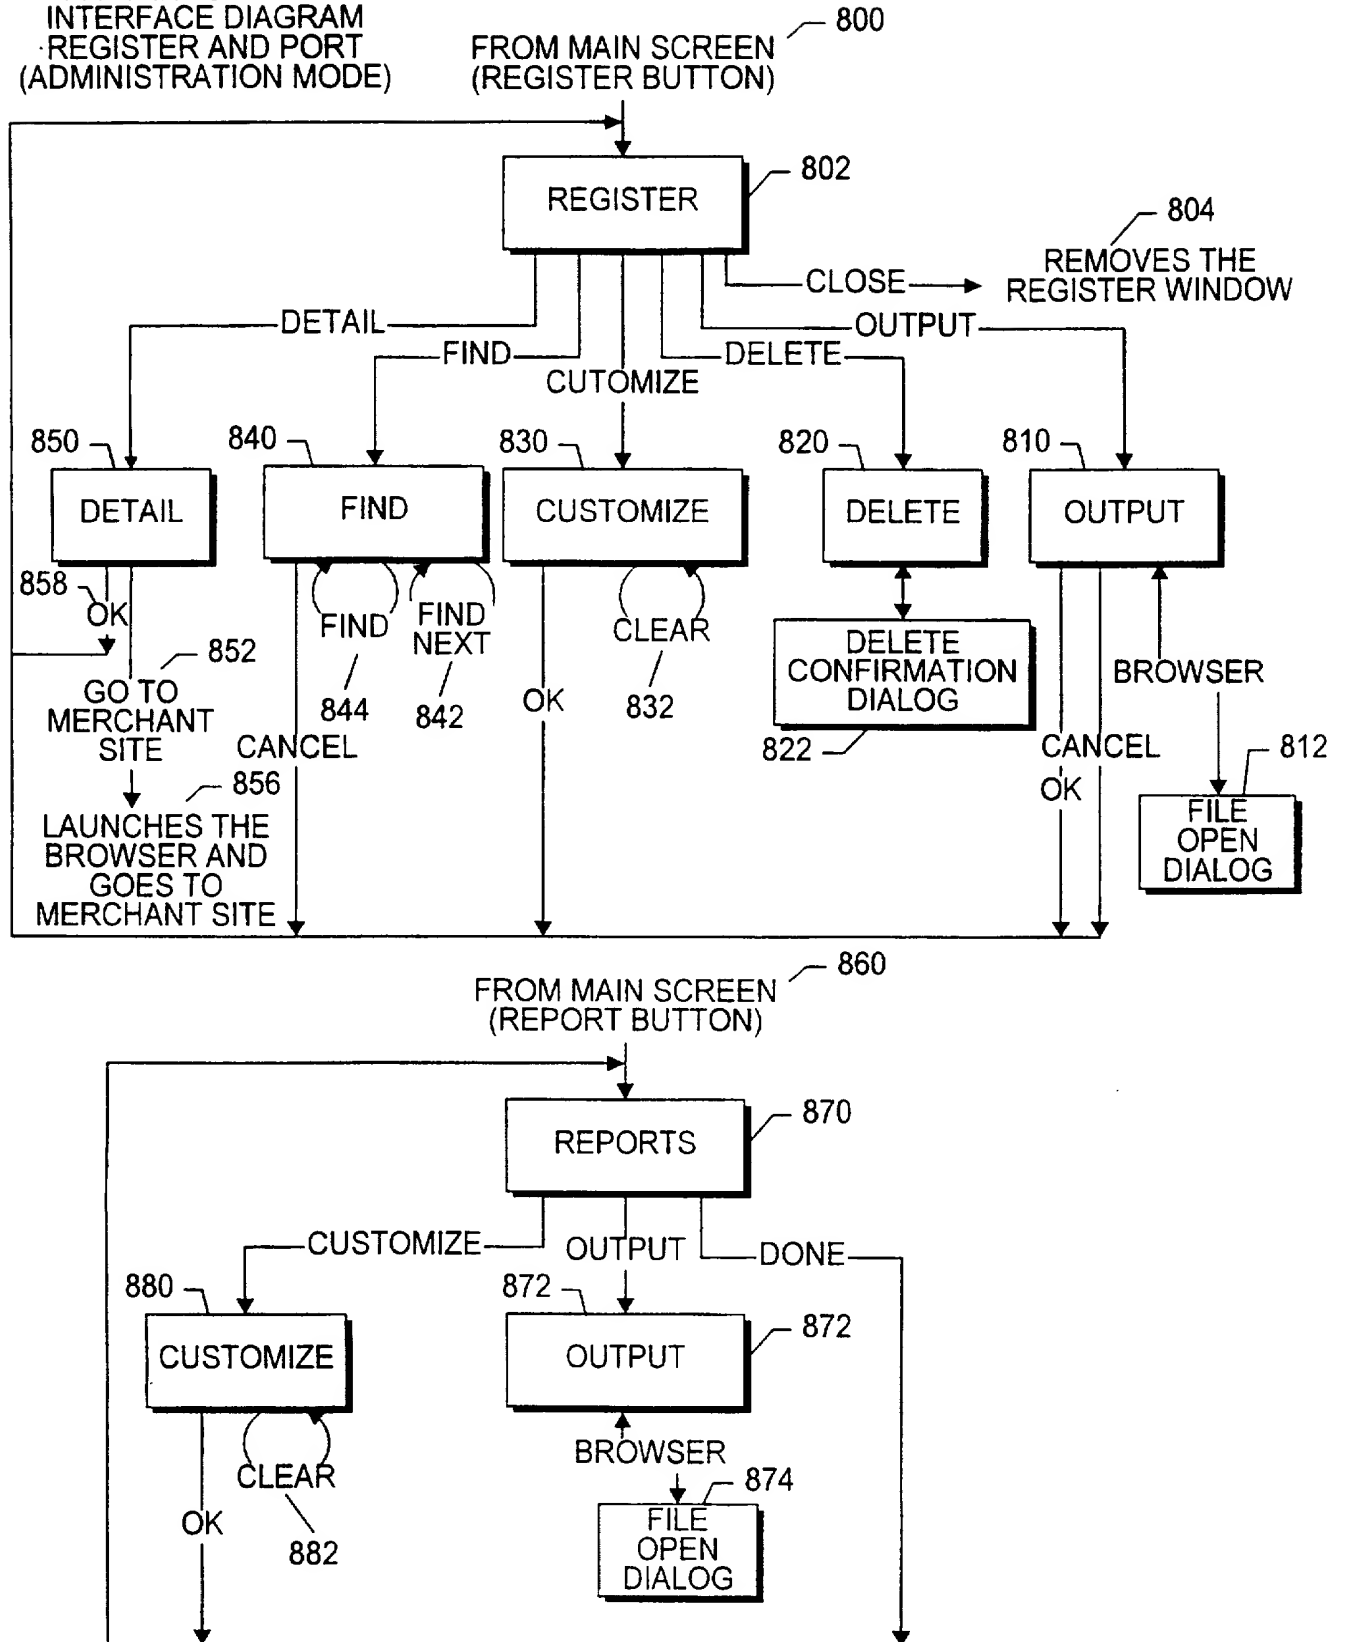 INTERFACE DIAGRAM
REGISTER AND PORT
(ADMINISTRATION MODE)
800
FROM MAIN SCREEN
(REGISTER BUTTON)
802
REGISTER
804
REMOVES THE
REGISTER WINDOW
CLOSE
DETAIL
OUTPUT
FIND
DELETE
CUTOMIZE
850
840
830
820
810
DETAIL
FIND
CUSTOMIZE
DELETE
OUTPUT
858
OK
FIND
FIND
NEXT
CLEAR
DELETE
CONFIRMATION
DIALOG
BROWSER
852
GO TO
MERCHANT
SITE
844
842
OK
832
822
CANCEL
CANCEL
OK
812
FILE
OPEN
DIALOG
856
LAUNCHES THE
BROWSER AND
GOES TO
MERCHANT SITE
860
FROM MAIN SCREEN
(REPORT BUTTON)
870
REPORTS
CUSTOMIZE
OUTPUT
DONE
880
872
872
CUSTOMIZE
OUTPUT
CLEAR
BROWSER
874
OK
882
FILE
OPEN
DIALOG